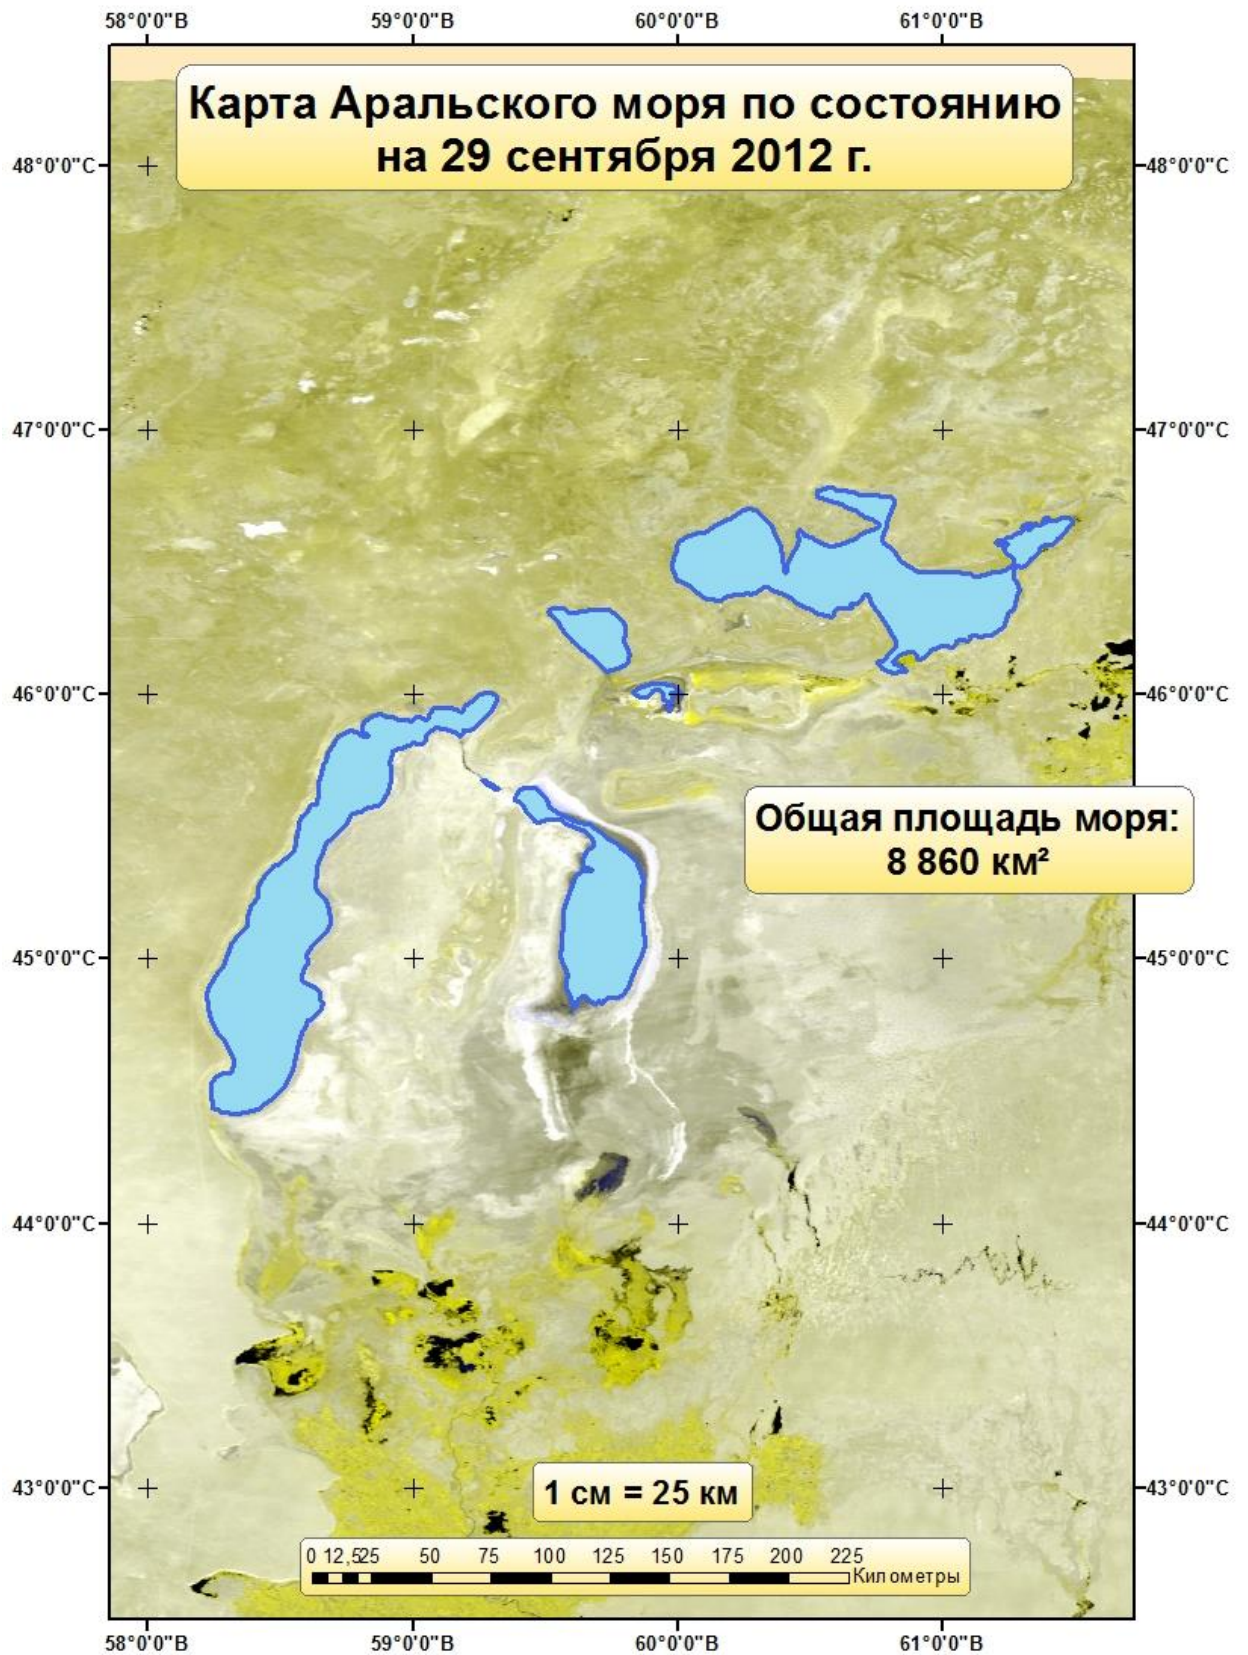 58°0'0"В 59°0'0"В 60°0'0"В 61°0'0"В
Карта Аральского моря по состоянию
на 29 сентября 2012 г.
48°0'0"С 48°0'0"С
47°0'0"С 47°0'0"С
46°0'0"С 46°0'0"С
Общая площадь моря:
8 860 км²
45°0'0"С 45°0'0"С
44°0'0"С 44°0'0"С
43°0'0"С 43°0'0"С
1 см = 25 км
0 12,525 50 75 100 125 150 175 200 225
Километры
58°0'0"В 59°0'0"В 60°0'0"В 61°0'0"В